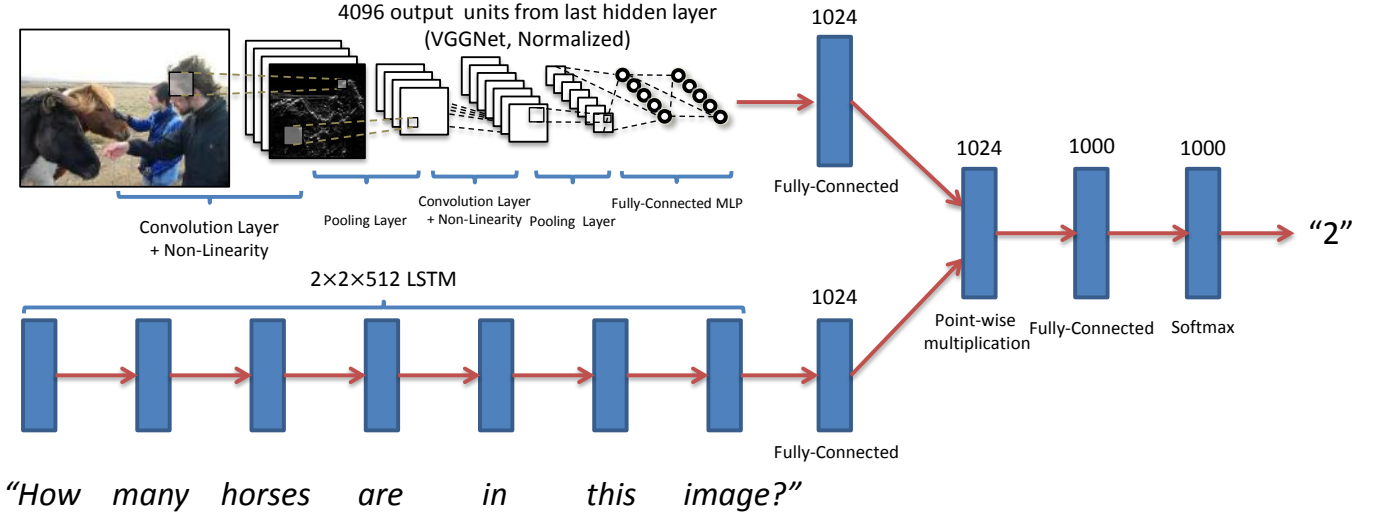 4096 output units from last hidden layer
(VGGNet, Normalized)
1024
Fully-Connected
Convolution Layer
+ Non-Linearity
Pooling Layer
Convolution Layer
+ Non-Linearity
Pooling Layer
Fully-Connected MLP
2×2×512 LSTM
1024
Fully-Connected
1024
Point-wise
multiplication
1000
Fully-Connected
1000
Softmax
“2”
“How many horses are in this image?”